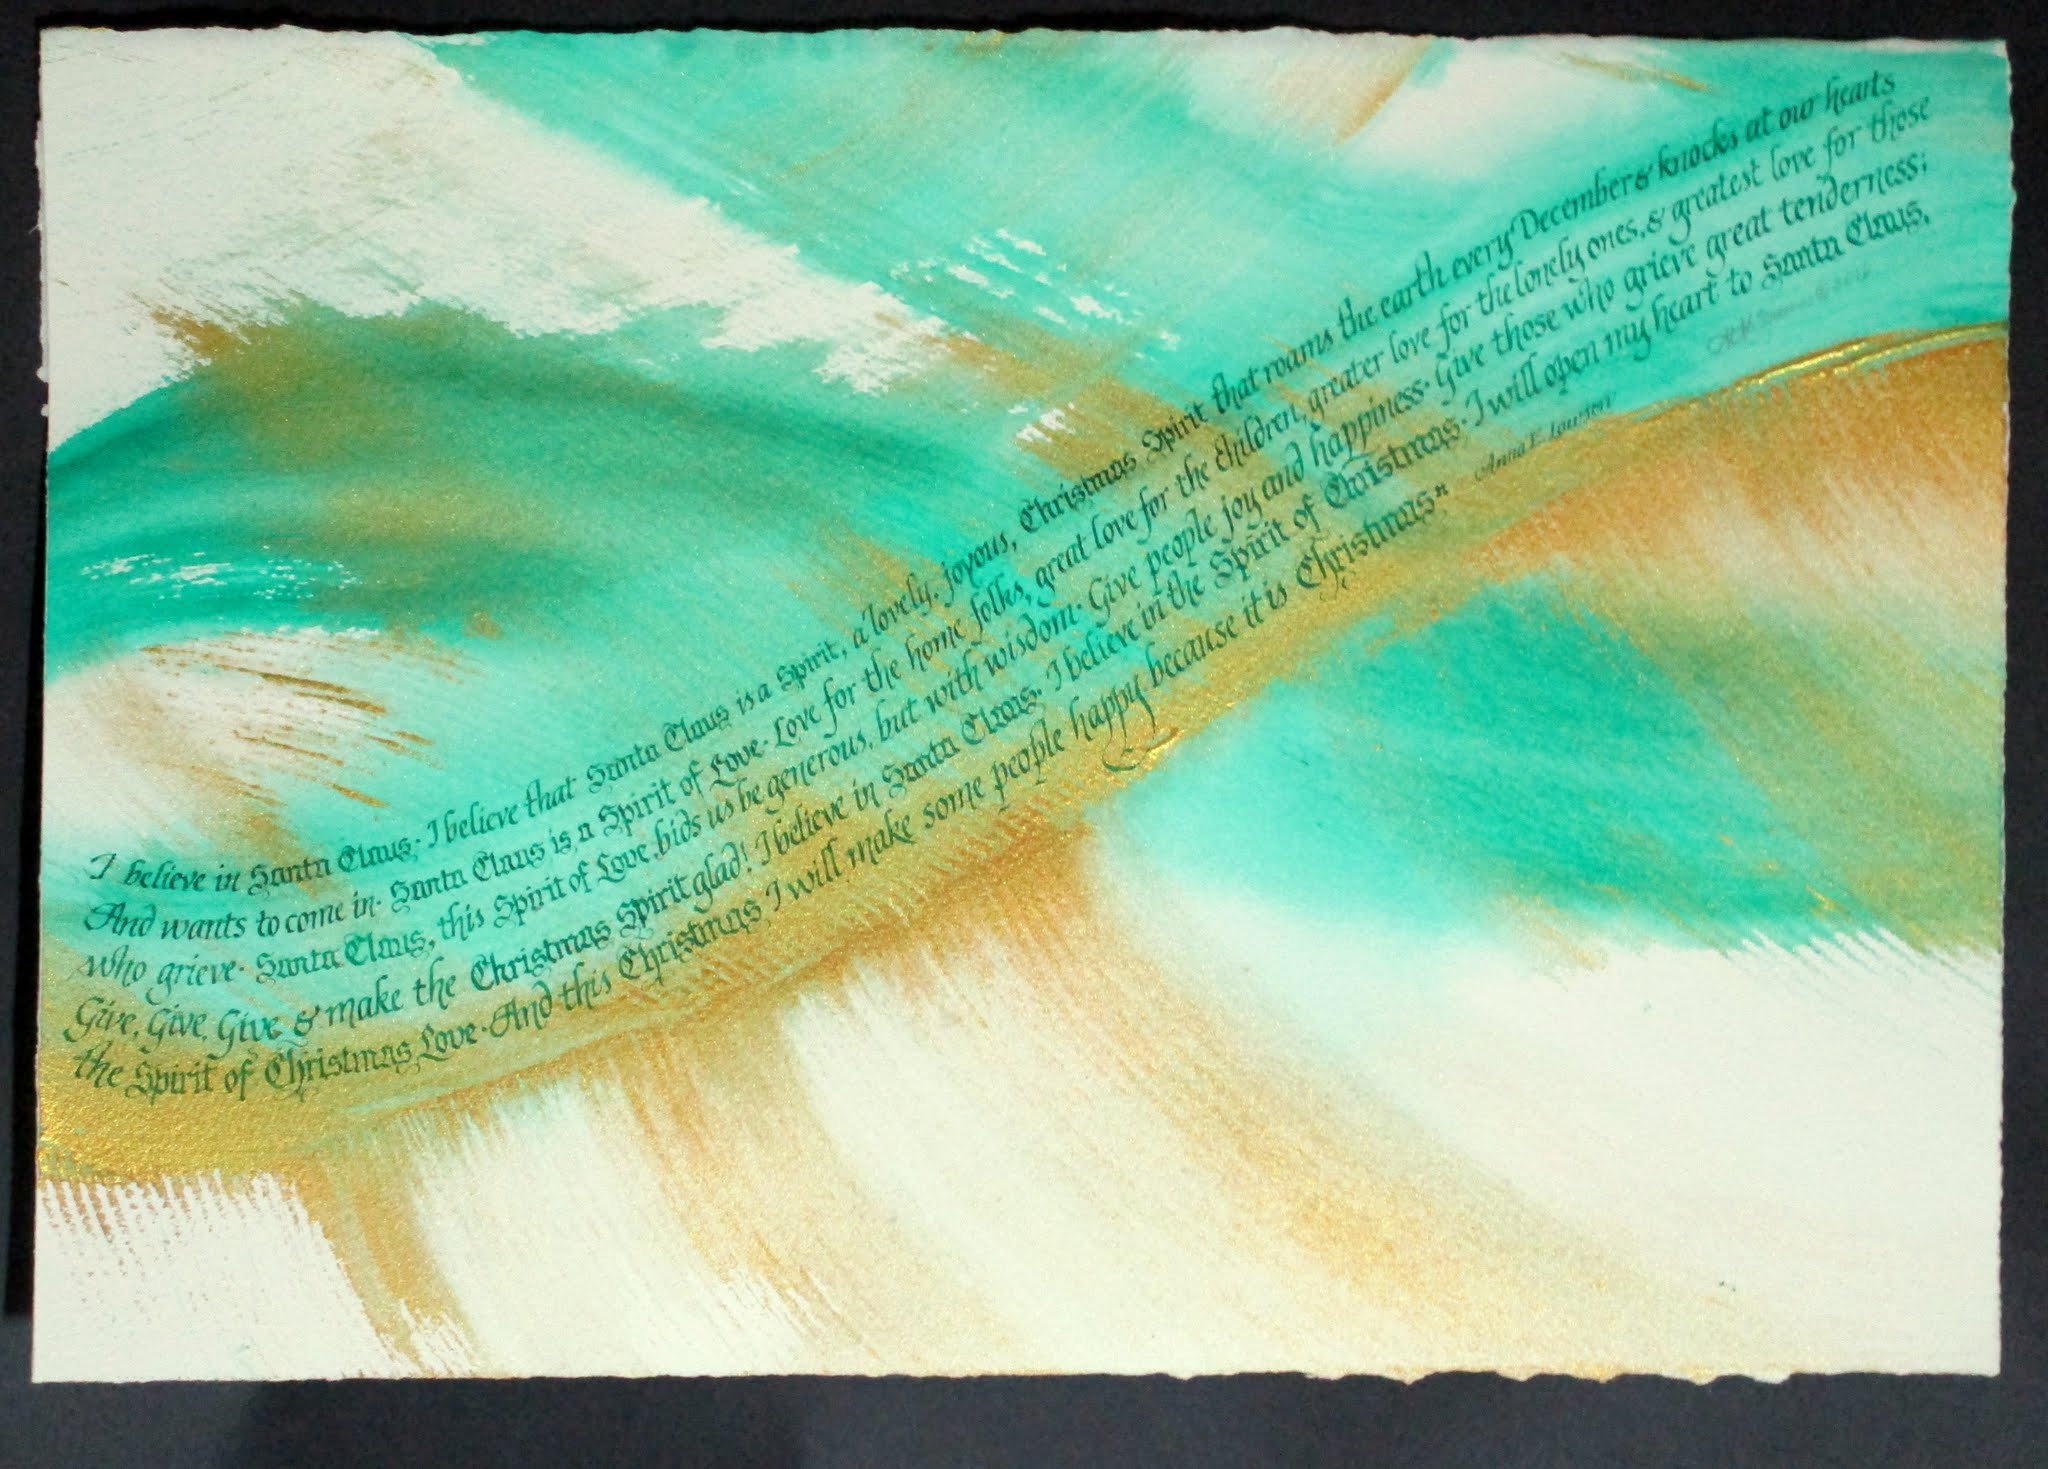 I believe in Santa Claus. I believe that Santa Claus is a Spirit, a lovely, joyous, Christmas Spirit that roams the earth every December & knocks at our hearts
And wants to come in. Santa Claus is a Spirit of Love. Love for the home folks, great love for the children, greater love for the lonely ones, & greatest love for those
who grieve. Santa Claus, this Spirit of Love, bids us be generous, but with wisdom. Give people joy and happiness. Give those who grieve great tenderness;
Give, Give, Give & make the Christmas Spirit glad! I believe in Santa Claus. I believe in the Spirit of Christmas. I will open my heart to Santa Claus,
the Spirit of Christmas Love. And this Christmas I will make some people happy because it is Christmas."
Anna E.